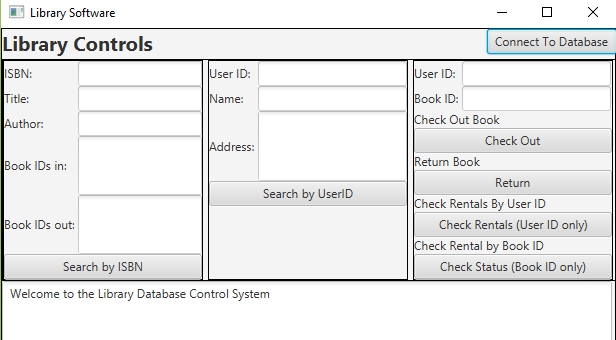 Library Software
Library Controls
Connect To Database
ISBN:
Title:
Author:
Book IDs in:
Book IDs out:
Search by ISBN
User ID:
Name:
Address:
Search by UserID
User ID:
Book ID:
Check Out Book
Check Out
Return Book
Return
Check Rentals By User ID
Check Rentals (User ID only)
Check Rental by Book ID
Check Status (Book ID only)
Welcome to the Library Database Control System